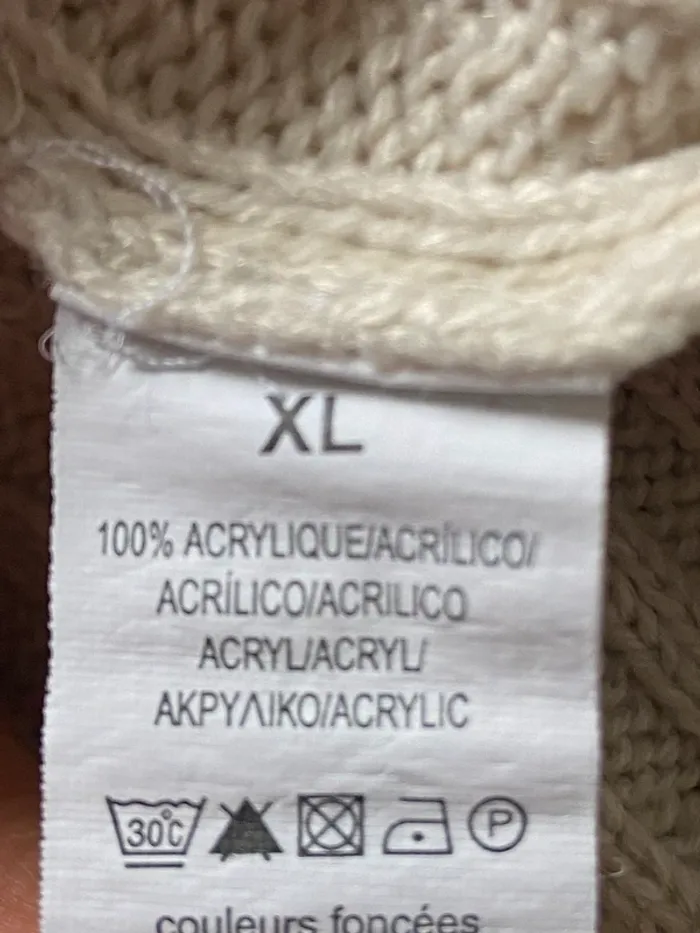 XL
100% ACRYLIQUE/ACRÍLICO/
ACRÍLICO/ACRILICO
ACRYL/ACRYL/
ΑΚΡΥΛΙΚΟ/ACRYLIC
30°C
P
couleurs foncées